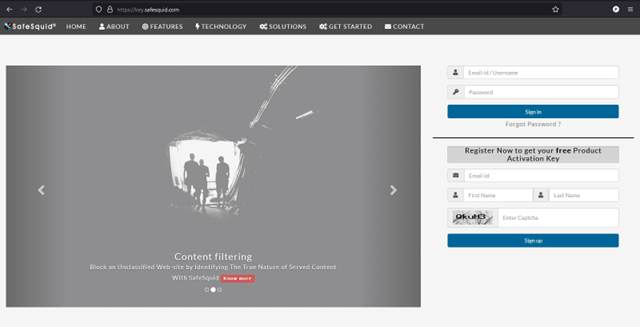 https://key.safesquid.com
SafeSquid® HOME ABOUT FEATURES TECHNOLOGY SOLUTIONS GET STARTED CONTACT
Email-Id / Username
Password
Sign in
Forgot Password ?
Register Now to get your free Product
Activation Key
Email-Id
First Name Last Name
QkuH3 Enter Captcha
Sign up
Content filtering
Block an Unclassified Web-site by Identifying The Tran Nature of Served Content
With SafeSquid Know more